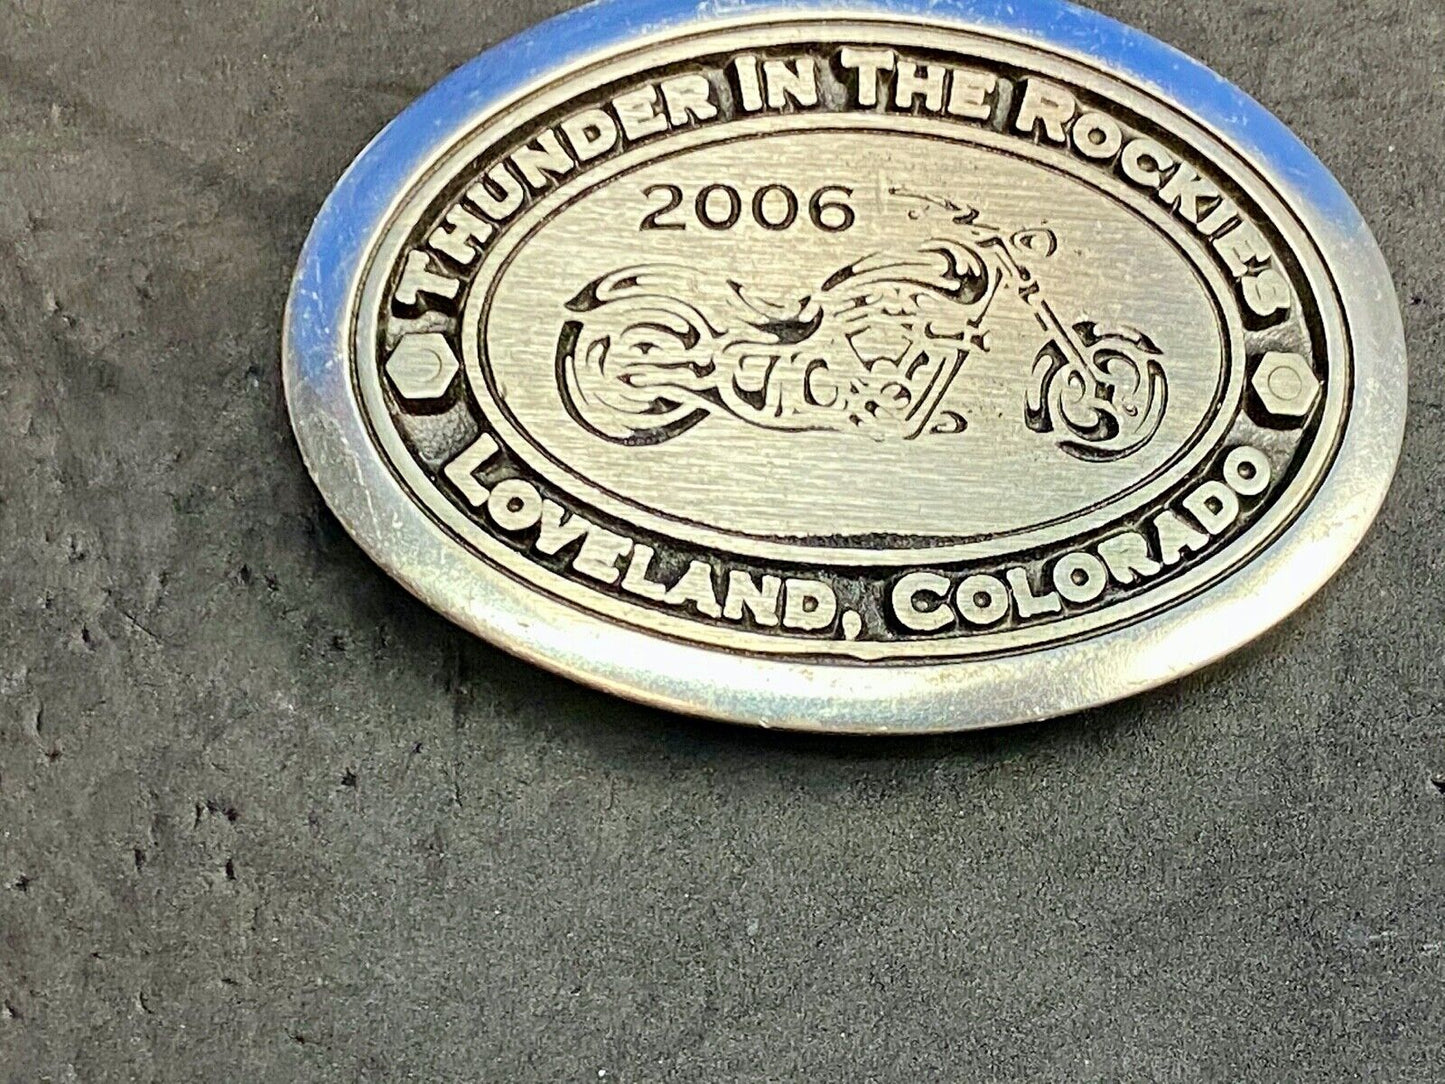 THUNDER IN THE ROCKIES
2006
LOVELAND, COLORADO